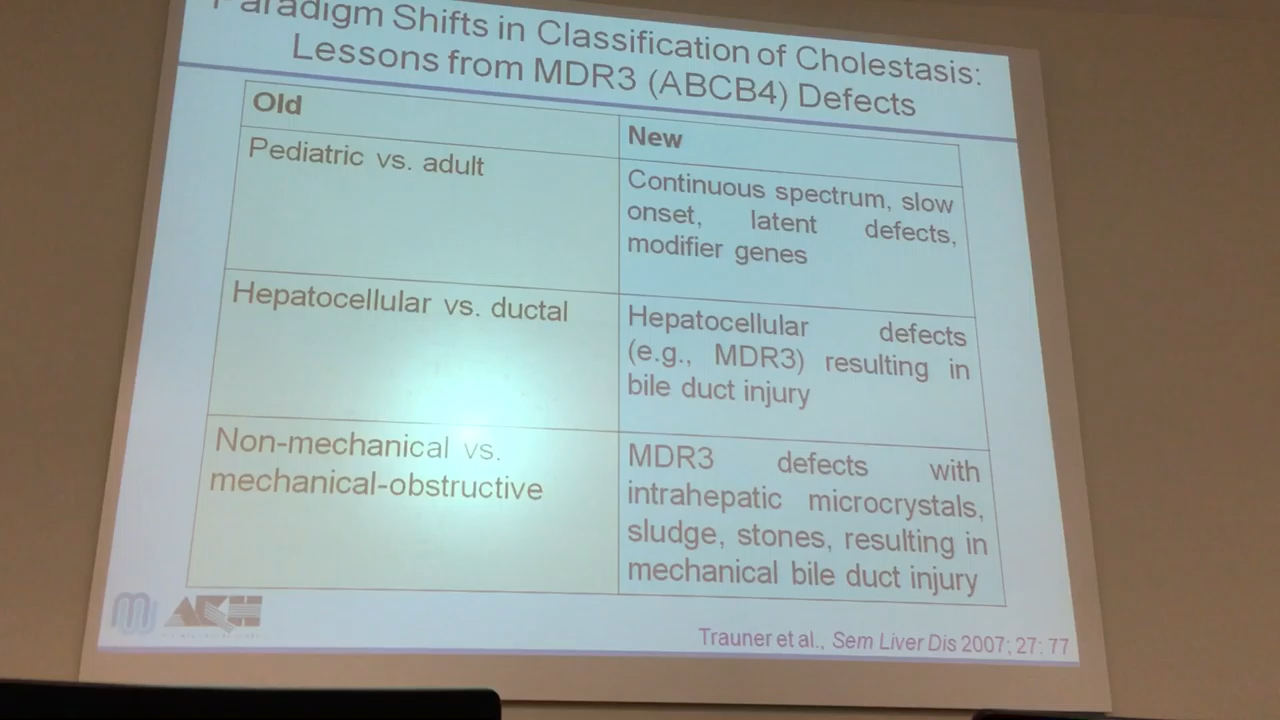 Paradigm Shifts in Classification of Cholestasis:
Lessons from MDR3 (ABCB4) Defects
Old
New
Pediatric vs. adult
Continuous spectrum, slow
onset, latent defects,
modifier genes
Hepatocellular vs. ductal
Hepatocellular defects
(e.g., MDR3) resulting in
bile duct injury
Non-mechanical vs.
mechanical-obstructive
MDR3 defects with
intrahepatic microcrystals,
sludge, stones, resulting in
mechanical bile duct injury
AKH
Trauner et al., Sem Liver Dis 2007; 27: 77